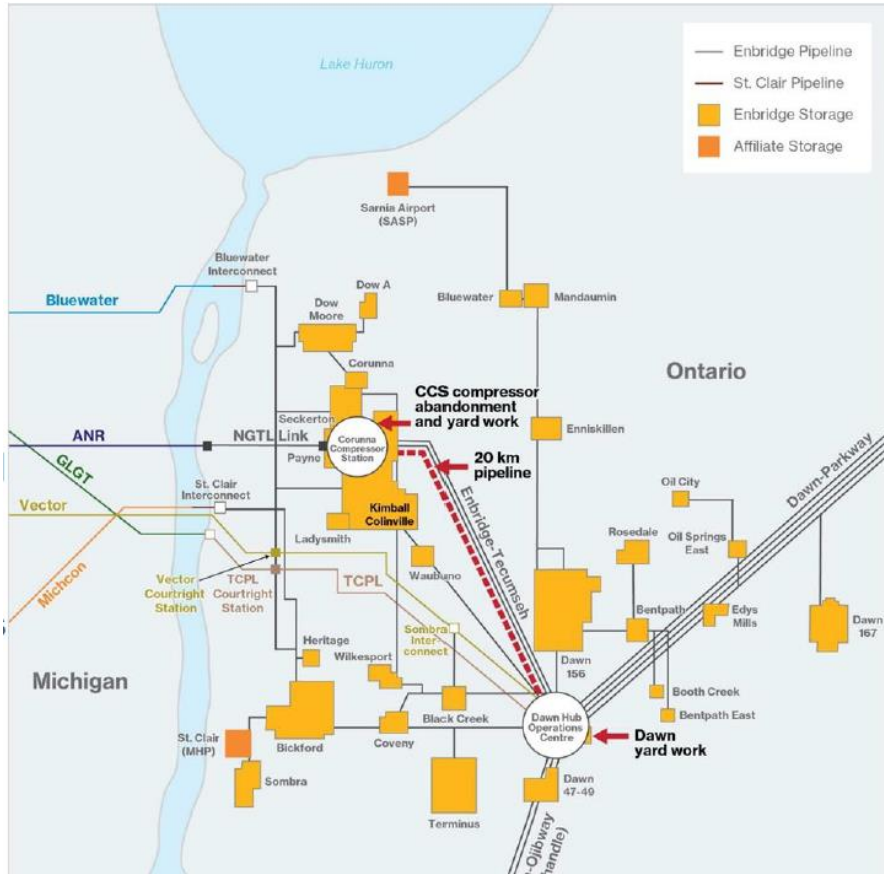 Lake Huron
Enbridge Pipeline
St. Clair Pipeline
Enbridge Storage
Affiliate Storage
Sarnia Airport
(SASP)
Bluewater
Interconnect
Bluewater
Dow A
Dow
Moore
Bluewater
Mandaumin
Corunna
Ontario
CCS compressor
abandonment
and yard work
Seckerton
ANR
NGTL Link
Corunna
Compressor
Station
Payne
20 km
pipeline
Enniskillen
GLGT
St. Clair
Interconnect
Vector
Kimball
Colinville
Ladysmith
Enbridge-Tecumseh
Oil City
Dawn-Parkway
Rosedale
Oil Springs
East
Waubuno
Michcon
Vector
Courtright
Station
TCPL
Courtright
Station
TCPL
Sombra
Inter-
connect
Bentpath
Edys
Mills
Dawn
167
Heritage
Wilkesport
Dawn
156
Michigan
Booth Creek
Bentpath East
St. Clair
(MHP)
Bickford
Coveny
Black Creek
Dawn Hub
Operations
Centre
Dawn
yard work
Sombra
Terminus
Dawn
47-49
-Ojibway
handle)